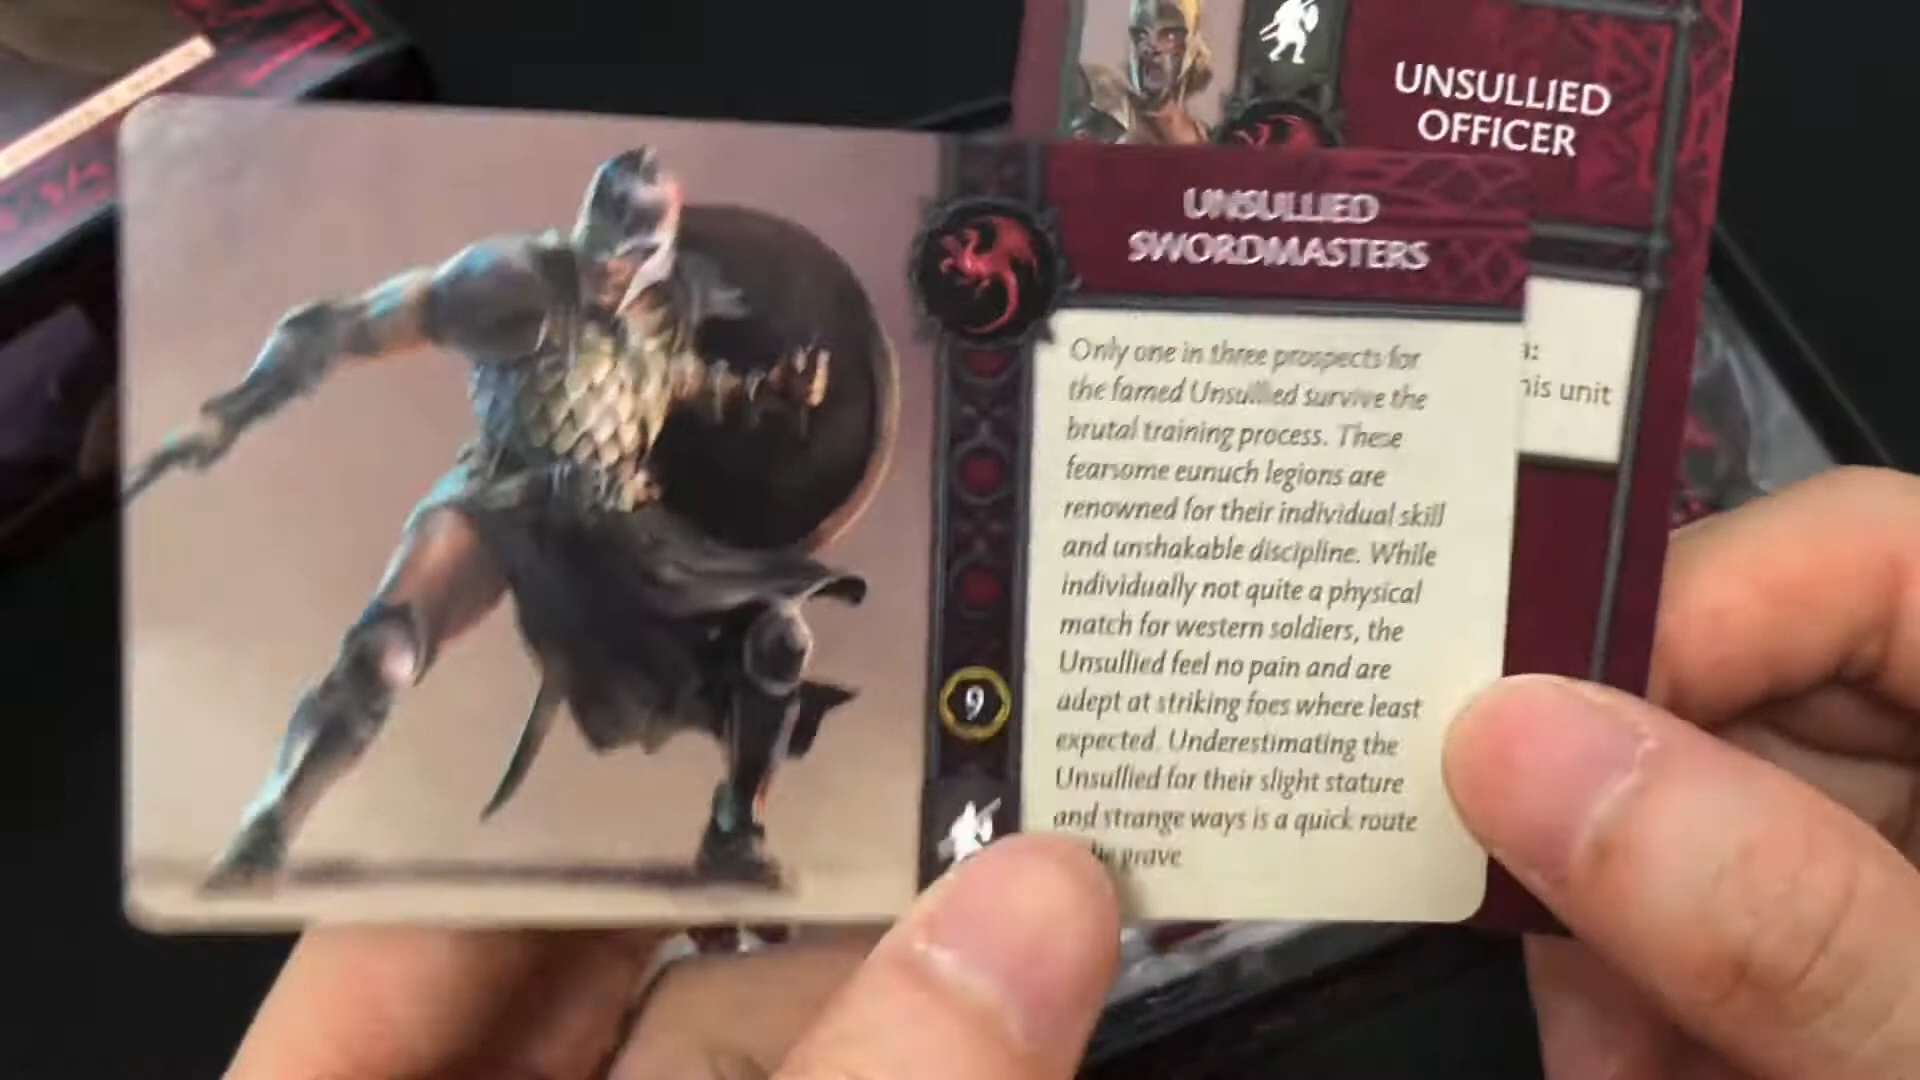 UNSULLIED
OFFICER
UNSULLIED
SWORDMASTERS
Only one in three prospects for
the famed Unsullied survive the
brutal training process. These
fearsome eunuch legions are
renowned for their individual skill
and unshakable discipline. While
individually not quite a physical
match for western soldiers, the
Unsullied feel no pain and are
adept at striking foes where least
expected. Underestimating the
Unsullied for their slight stature
and strange ways is a quick route
grave
9
his unit